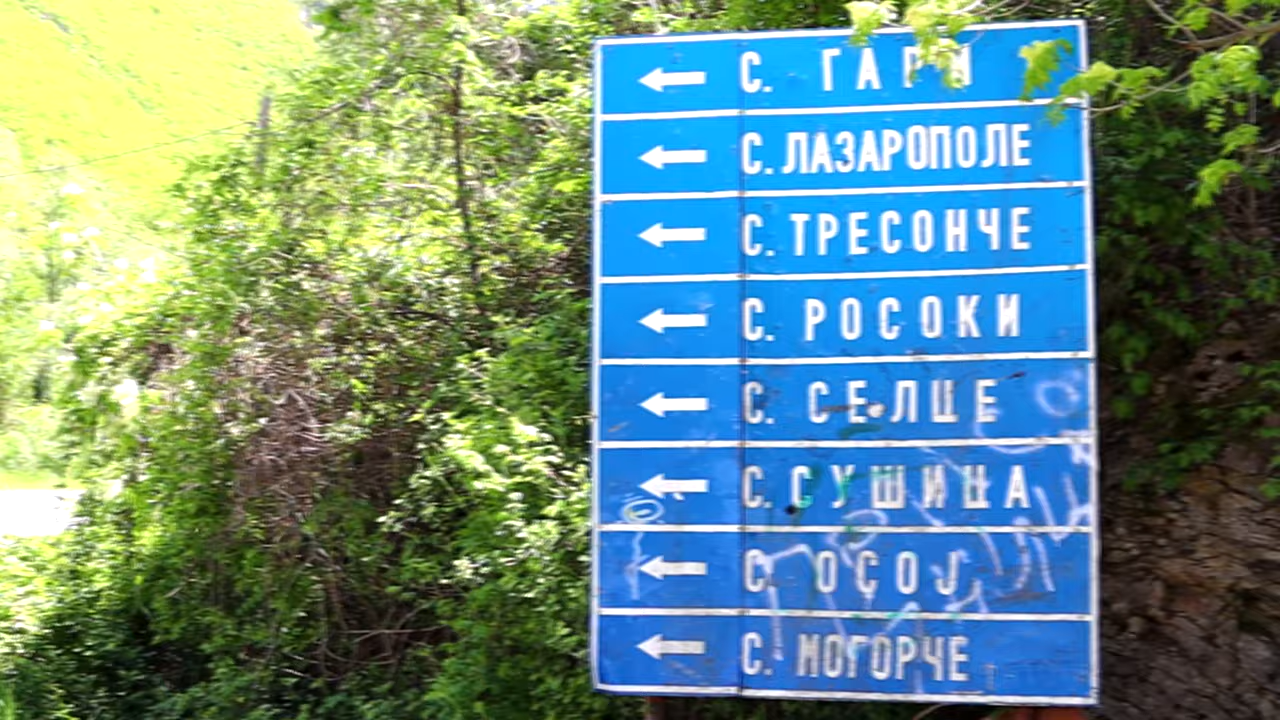 С. ГАРИ
С. ЛАЗАРОПОЛЕ
С. ТРЕСОНЧЕ
С. РОСОКИ
С. СЕЛЦЕ
С. СУШИЦА
С. ОСОЈ
С. МОГОРЧЕ